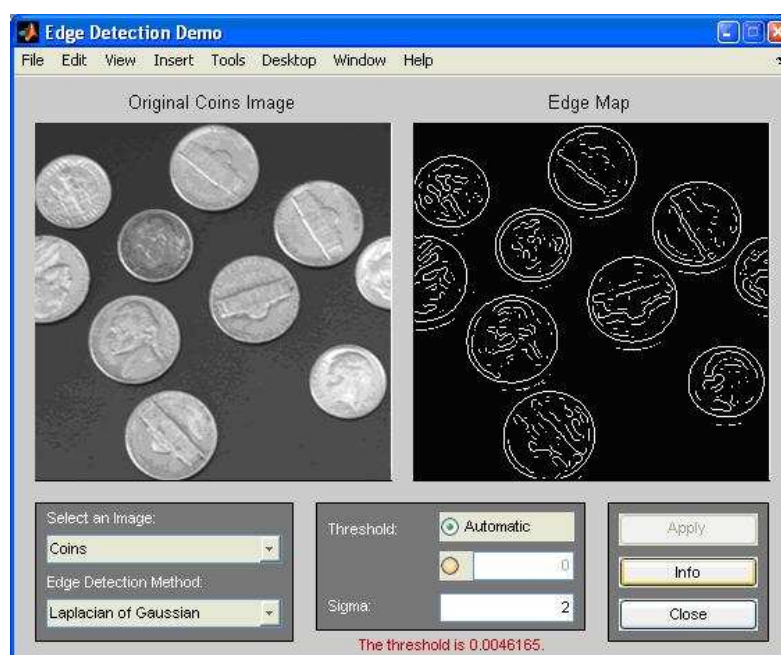 Edge Detection Demo
File Edit View Insert Tools Desktop Window Help
Original Coins Image
Edge Map
Select an Image:
Coins
Edge Detection Method:
Laplacian of Gaussian
Threshold:
Automatic
0
Sigma:
2
The threshold is 0.0046165.
Apply
Info
Close